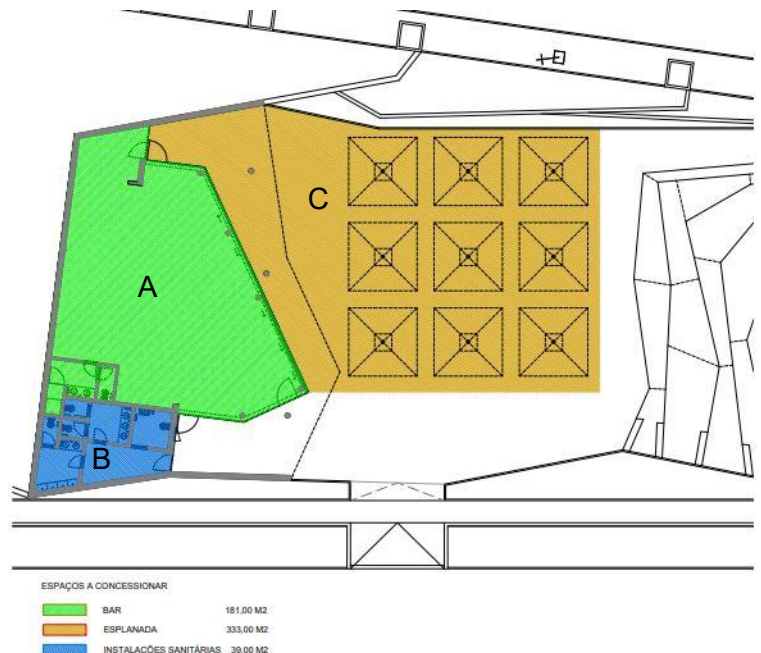 C
A
B
ESPAÇOS A CONCESSIONAR
BAR 181,00 M2
ESPLANADA 333,00 M2
INSTALAÇÕES SANITÁRIAS 39,00 M2